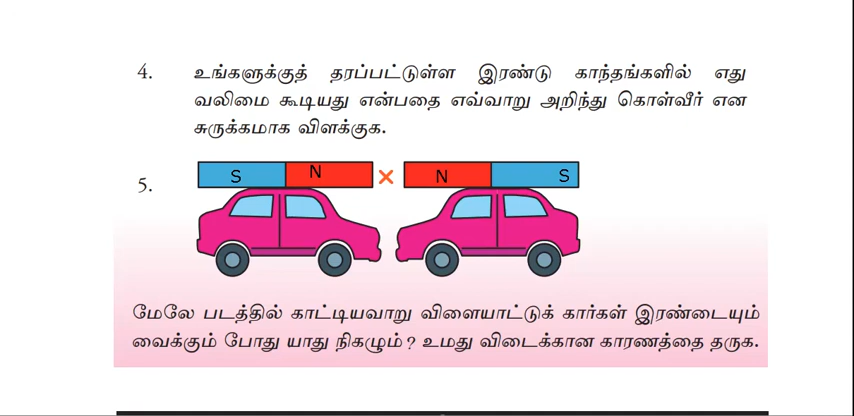 4. உங்களுக்குத் தரப்பட்டுள்ள இரண்டு காந்தங்களில் எது
வலிமை கூடியது என்பதை எவ்வாறு அறிந்து கொள்வீர் என
சுருக்கமாக விளக்குக.
5. S N × N S
மேலே படத்தில் காட்டியவாறு விளையாட்டுக் கார்கள் இரண்டையும்
வைக்கும் போது யாது நிகழும்? உமது விடைக்கான காரணத்தை தருக.